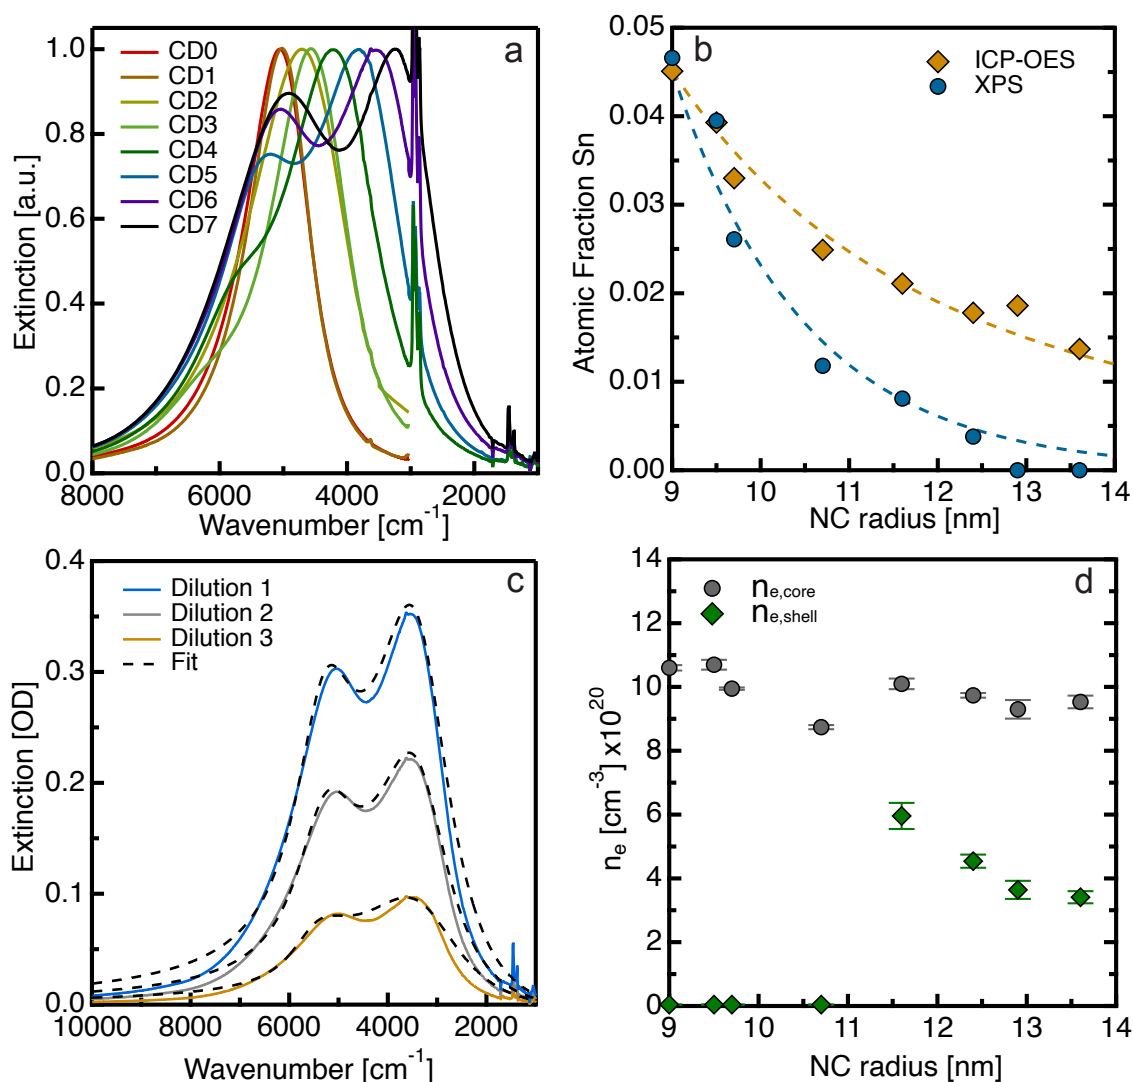 a
CD0
CD1
CD2
CD3
CD4
CD5
CD6
CD7
1.0
0.8
0.6
0.4
0.2
0.0
Extinction [a.u.]
8000 6000 4000 2000
Wavenumber [cm⁻¹]
b
ICP-OES
XPS
0.05
0.04
0.03
0.02
0.01
0.00
Atomic Fraction Sn
9 10 11 12 13 14
NC radius [nm]
c
Dilution 1
Dilution 2
Dilution 3
Fit
0.4
0.3
0.2
0.1
0.0
Extinction [OD]
10000 8000 6000 4000 2000
Wavenumber [cm⁻¹]
d
nₑ,core
nₑ,shell
14
12
10
8
6
4
2
0
nₑ [cm⁻³] x10²⁰
9 10 11 12 13 14
NC radius [nm]